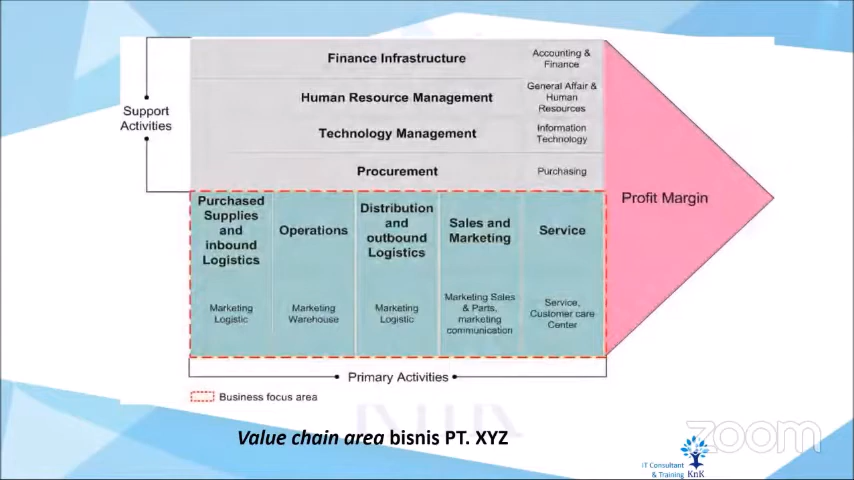 Finance Infrastructure
Accounting &
Finance
Human Resource Management
General Affair &
Human
Resources
Support
Activities
Technology Management
Information
Technology
Procurement
Purchasing
Profit Margin
Purchased
Supplies
and
inbound
Logistics
Operations
Distribution
and
outbound
Logistics
Sales and
Marketing
Service
Marketing
Logistic
Marketing
Warehouse
Marketing
Logistic
Marketing Sales
& Parts,
marketing
communication
Service,
Customer care
Center
Primary Activities
Business focus area
Value chain area bisnis PT. XYZ
zoom
IT Consultant
& Training KnK